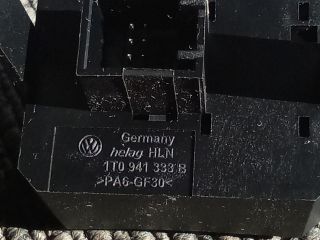 Germany
helag HLN
1T0 941 333 B
>PA6-GF30<